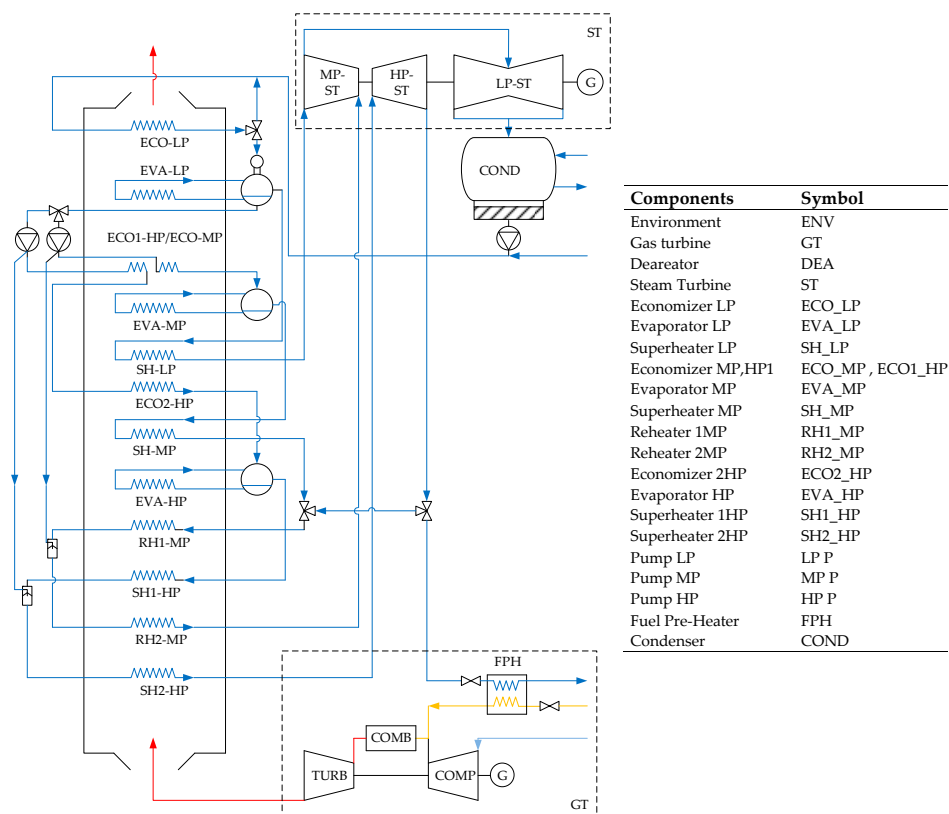 ST
MP-
ST
HP-
ST
LP-ST
G
ECO-LP
EVA-LP
COND
ECO1-HP/ECO-MP
EVA-MP
SH-LP
ECO2-HP
SH-MP
EVA-HP
RH1-MP
SH1-HP
RH2-MP
SH2-HP
FPH
COMB
TURB
COMP
G
GT
Components Symbol
Environment ENV
Gas turbine GT
Deareator DEA
Steam Turbine ST
Economizer LP ECO_LP
Evaporator LP EVA_LP
Superheater LP SH_LP
Economizer MP,HP1 ECO_MP , ECO1_HP
Evaporator MP EVA_MP
Superheater MP SH_MP
Reheater 1MP RH1_MP
Reheater 2MP RH2_MP
Economizer 2HP ECO2_HP
Evaporator HP EVA_HP
Superheater 1HP SH1_HP
Superheater 2HP SH2_HP
Pump LP LP P
Pump MP MP P
Pump HP HP P
Fuel Pre-Heater FPH
Condenser COND